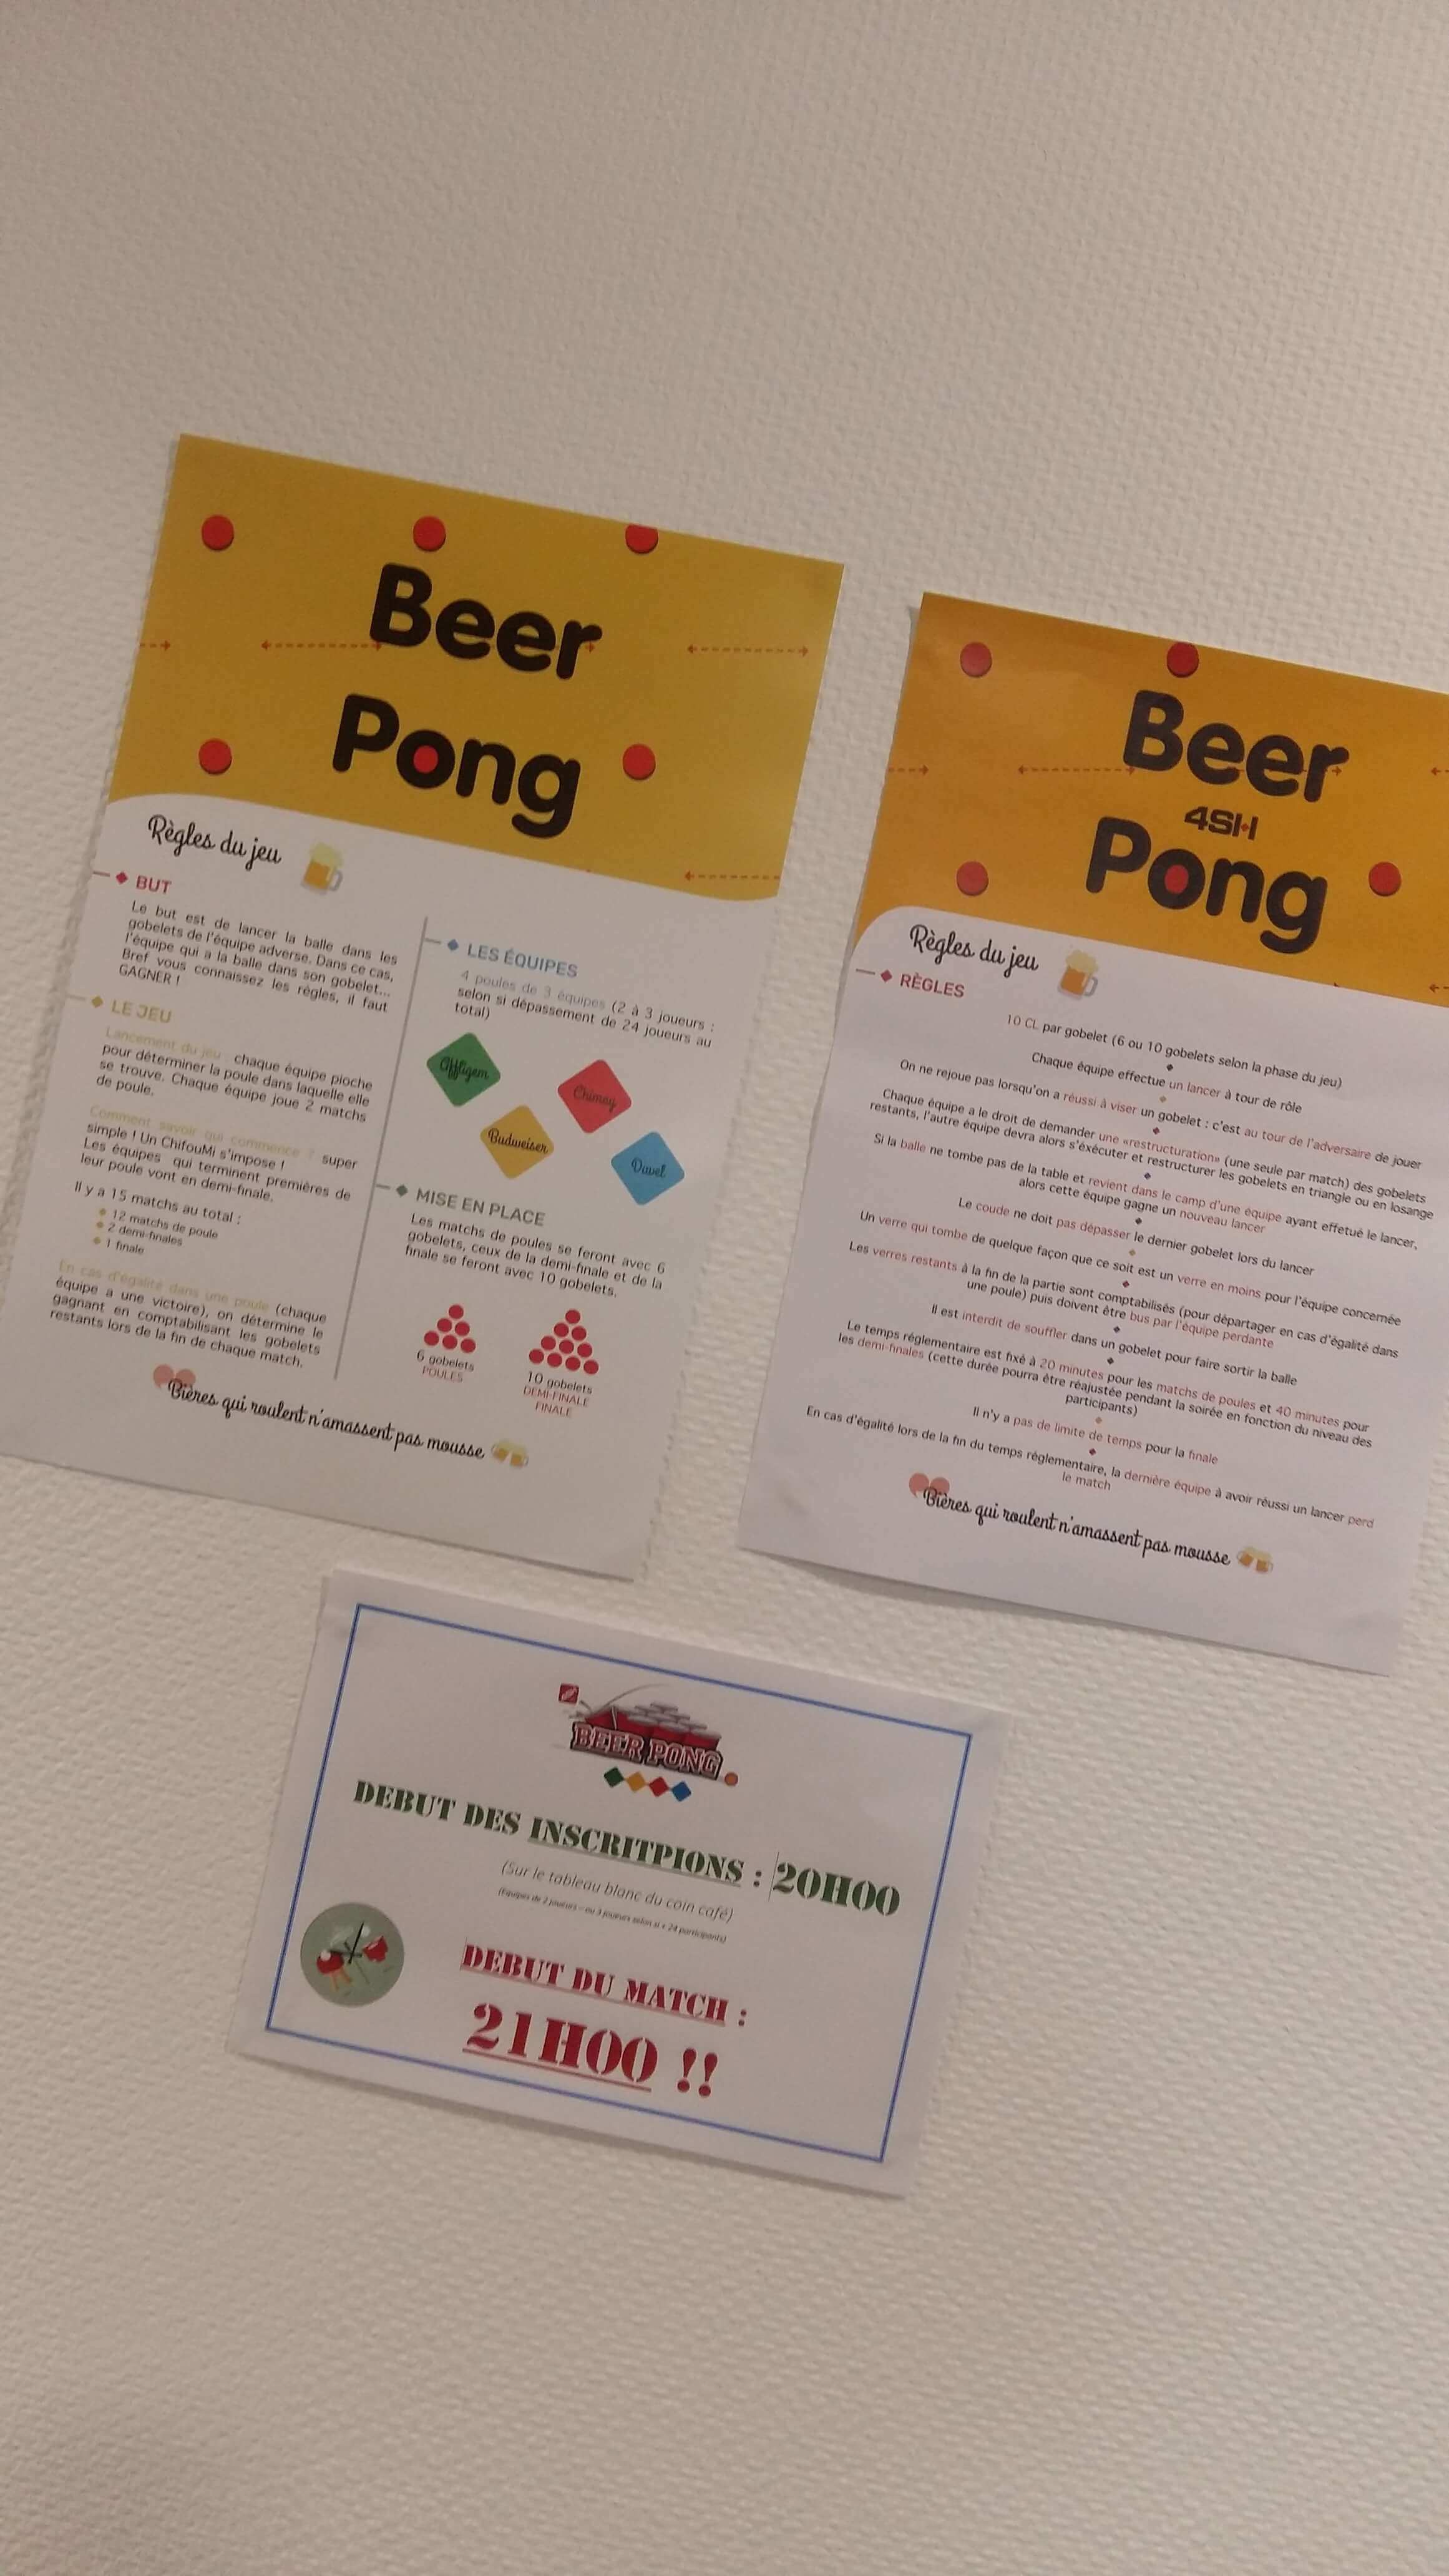 Beer
Pong
Règles du jeu
BUT
Le but est de lancer la balle dans les
gobelets de l'équipe adverse. Dans ce cas,
l'équipe qui a la balle dans son gobelet...
Bref vous connaissez les règles, il faut
GAGNER !
LE JEU
Lancement du jeu : chaque équipe pioche
pour déterminer la poule dans laquelle elle
se trouve. Chaque équipe joue 2 matchs
de poule.
Comment savoir qui commence ? super
simple ! Un ChifouMi s'impose !
Les équipes qui terminent premières de
leur poule vont en demi-finale.
Il y a 15 matchs au total :
12 matchs de poule
2 demi-finales
1 finale
En cas d'égalité dans une poule (chaque
équipe a une victoire), on détermine le
gagnant en comptabilisant les gobelets
restants lors de la fin de chaque match.
LES ÉQUIPES
4 poules de 3 équipes (2 à 3 joueurs :
selon si dépassement de 24 joueurs au
total)
Affligem
Chimay
Budweiser
Duvel
MISE EN PLACE
Les matchs de poules se feront avec 6
gobelets, ceux de la demi-finale et de la
finale se feront avec 10 gobelets.
6 gobelets
POULES
10 gobelets
DEMI-FINALE
FINALE
Bières qui roulent n'amassent pas mousse
Beer
4SH
Pong
Règles du jeu
RÈGLES
10 CL par gobelet (6 ou 10 gobelets selon la phase du jeu)
Chaque équipe effectue un lancer à tour de rôle
On ne rejoue pas lorsqu'on a réussi à viser un gobelet : c'est au tour de l'adversaire de jouer
Chaque équipe a le droit de demander une «restructuration» (une seule par match) des gobelets
restants, l'autre équipe devra alors s'éxécuter et restructurer les gobelets en triangle ou en losange
Si la balle ne tombe pas de la table et revient dans le camp d'une équipe ayant effetué le lancer,
alors cette équipe gagne un nouveau lancer
Le coude ne doit pas dépasser le dernier gobelet lors du lancer
Un verre qui tombe de quelque façon que ce soit est un verre en moins pour l'équipe concernée
Les verres restants à la fin de la partie sont comptabilisés (pour départager en cas d'égalité dans
une poule) puis doivent être bus par l'équipe perdante
Il est interdit de souffler dans un gobelet pour faire sortir la balle
Le temps réglementaire est fixé à 20 minutes pour les matchs de poules et 40 minutes pour
les demi-finales (cette durée pourra être réajustée pendant la soirée en fonction du niveau des
participants)
Il n'y a pas de limite de temps pour la finale
En cas d'égalité lors de la fin du temps réglementaire, la dernière équipe à avoir réussi un lancer perd
le match
Bières qui roulent n'amassent pas mousse
BEER PONG
DEBUT DES INSCRITPIONS : 20H00
(Sur le tableau blanc du coin café)
(Equipes de 2 joueurs – ou 3 joueurs selon si + 24 participants)
DEBUT DU MATCH :
21H00 !!